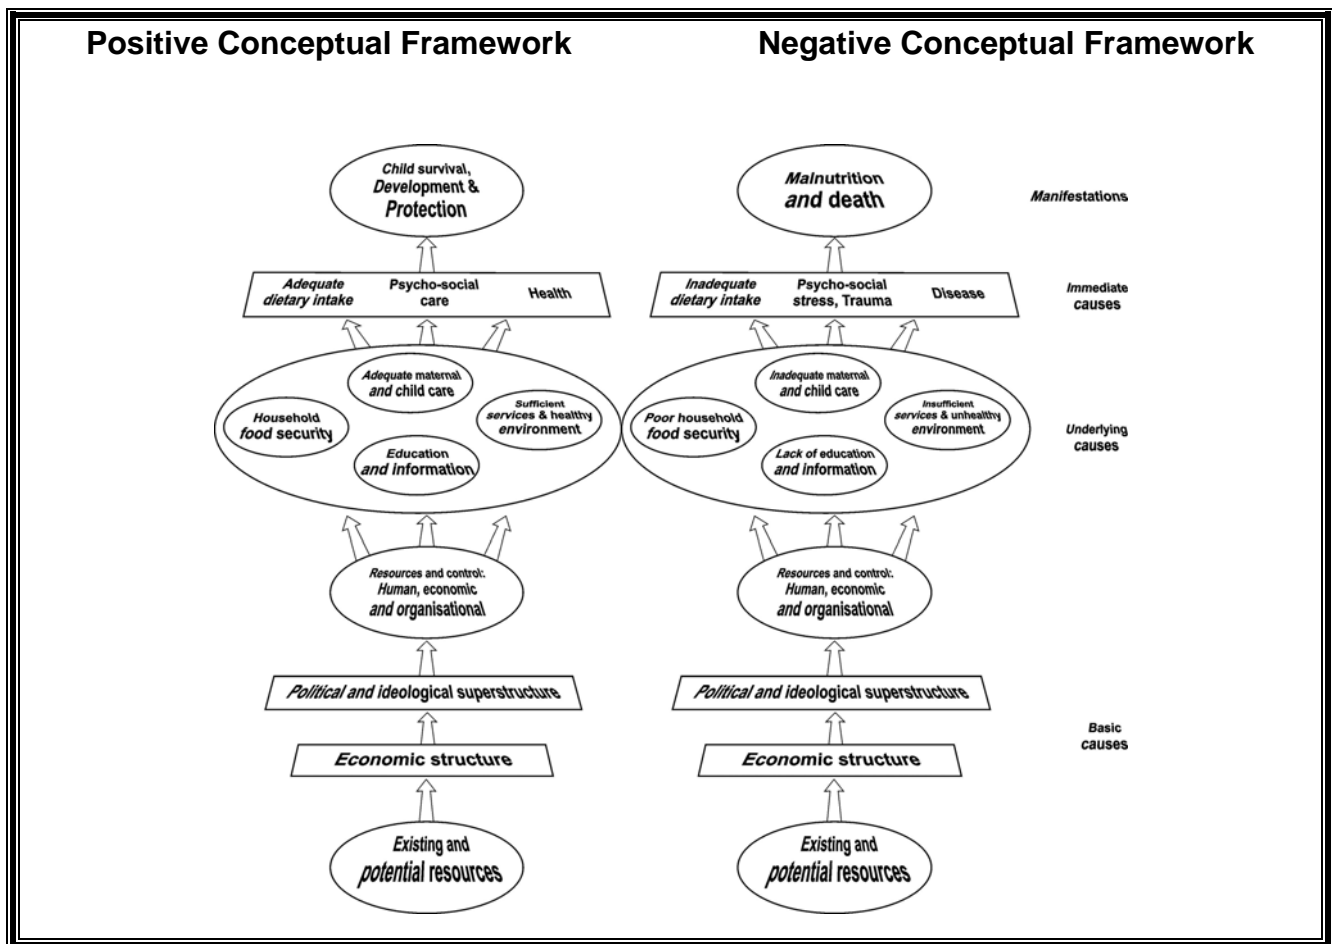 Positive Conceptual Framework
Negative Conceptual Framework
Child survival,
Development &
Protection
Adequate
dietary intake
Psycho-social
care
Health
Adequate maternal
and child care
Household
food security
Sufficient
services & healthy
environment
Education
and information
Resources and control:
Human, economic
and organisational
Political and ideological superstructure
Economic structure
Existing and
potential resources
Malnutrition
and death
Inadequate
dietary intake
Psycho-social
stress, Trauma
Disease
Inadequate maternal
and child care
Poor household
food security
Insufficient
services & unhealthy
environment
Lack of education
and information
Resources and control:
Human, economic
and organisational
Political and ideological superstructure
Economic structure
Existing and
potential resources
Manifestations
Immediate
causes
Underlying
causes
Basic
causes